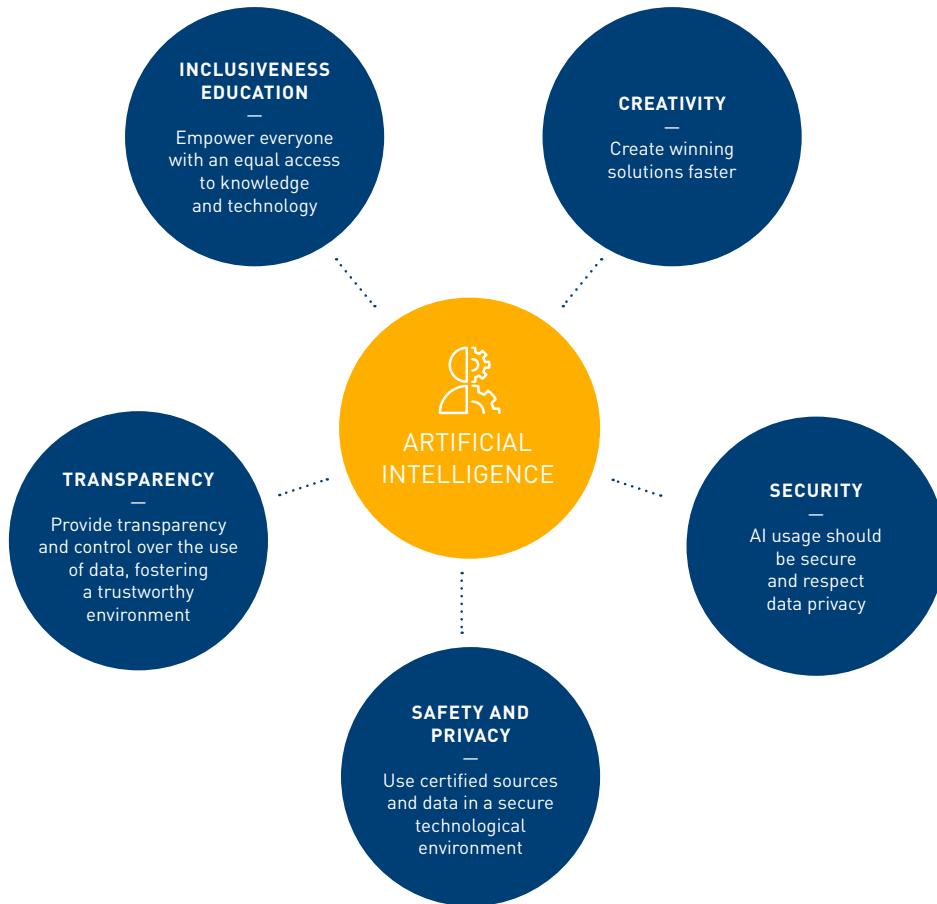 INCLUSIVENESS
EDUCATION
—
Empower everyone
with an equal access
to knowledge
and technology
CREATIVITY
—
Create winning
solutions faster
ARTIFICIAL
INTELLIGENCE
TRANSPARENCY
—
Provide transparency
and control over the use
of data, fostering
a trustworthy
environment
SECURITY
—
AI usage should
be secure
and respect
data privacy
SAFETY AND
PRIVACY
—
Use certified sources
and data in a secure
technological
environment